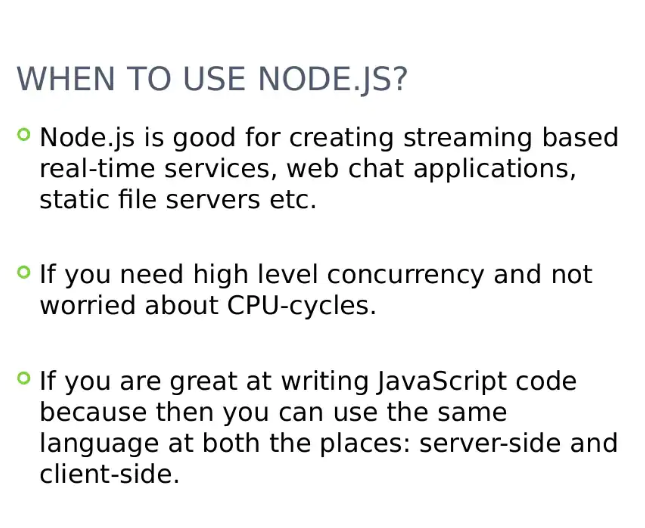 WHEN TO USE NODE.JS?
Node.js is good for creating streaming based
real-time services, web chat applications,
static file servers etc.
If you need high level concurrency and not
worried about CPU-cycles.
If you are great at writing JavaScript code
because then you can use the same
language at both the places: server-side and
client-side.